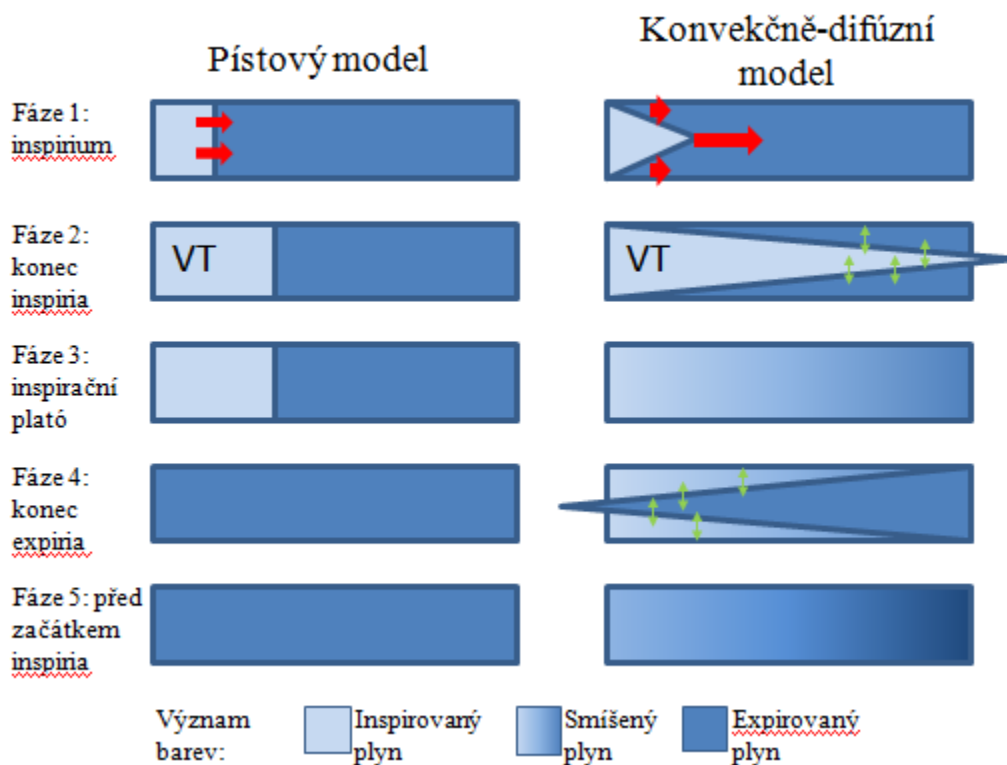 Pístový model
Konvekčně-difúzní
model
Fáze 1:
inspirium
Fáze 2:
konec
inspiria
VT
VT
Fáze 3:
inspirační
plató
Fáze 4:
konec
expiria
Fáze 5: před
začátkem
inspiria
Význam
barev:
Inspirovaný
plyn
Smíšený
plyn
Expirovaný
plyn